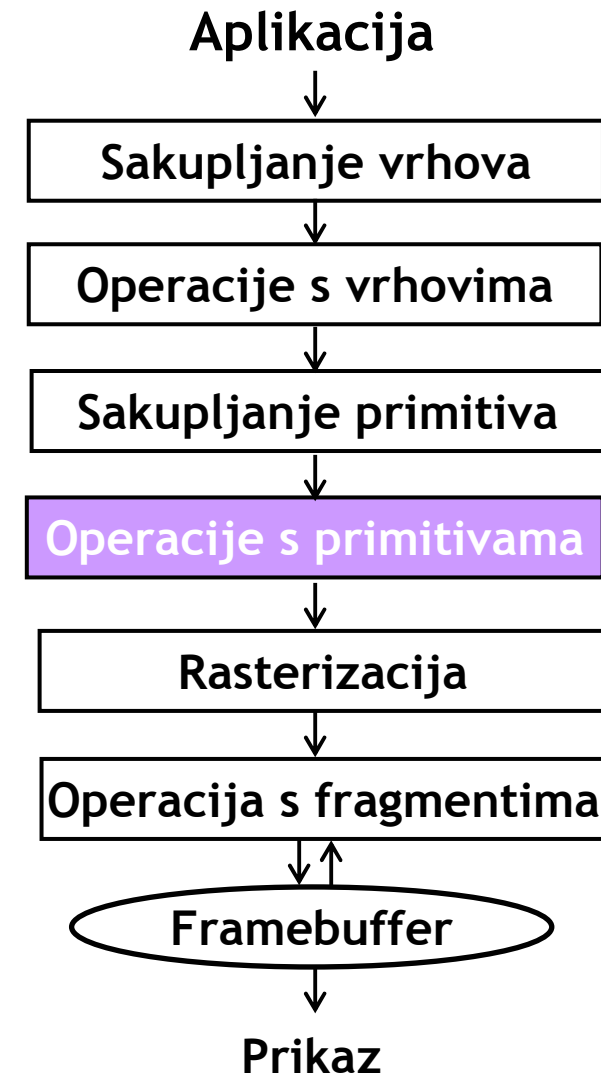 Aplikacija
Sakupljanje vrhova
Operacije s vrhovima
Sakupljanje primitiva
Operacije s primitivama
Rasterizacija
Operacija s fragmentima
Framebuffer
Prikaz